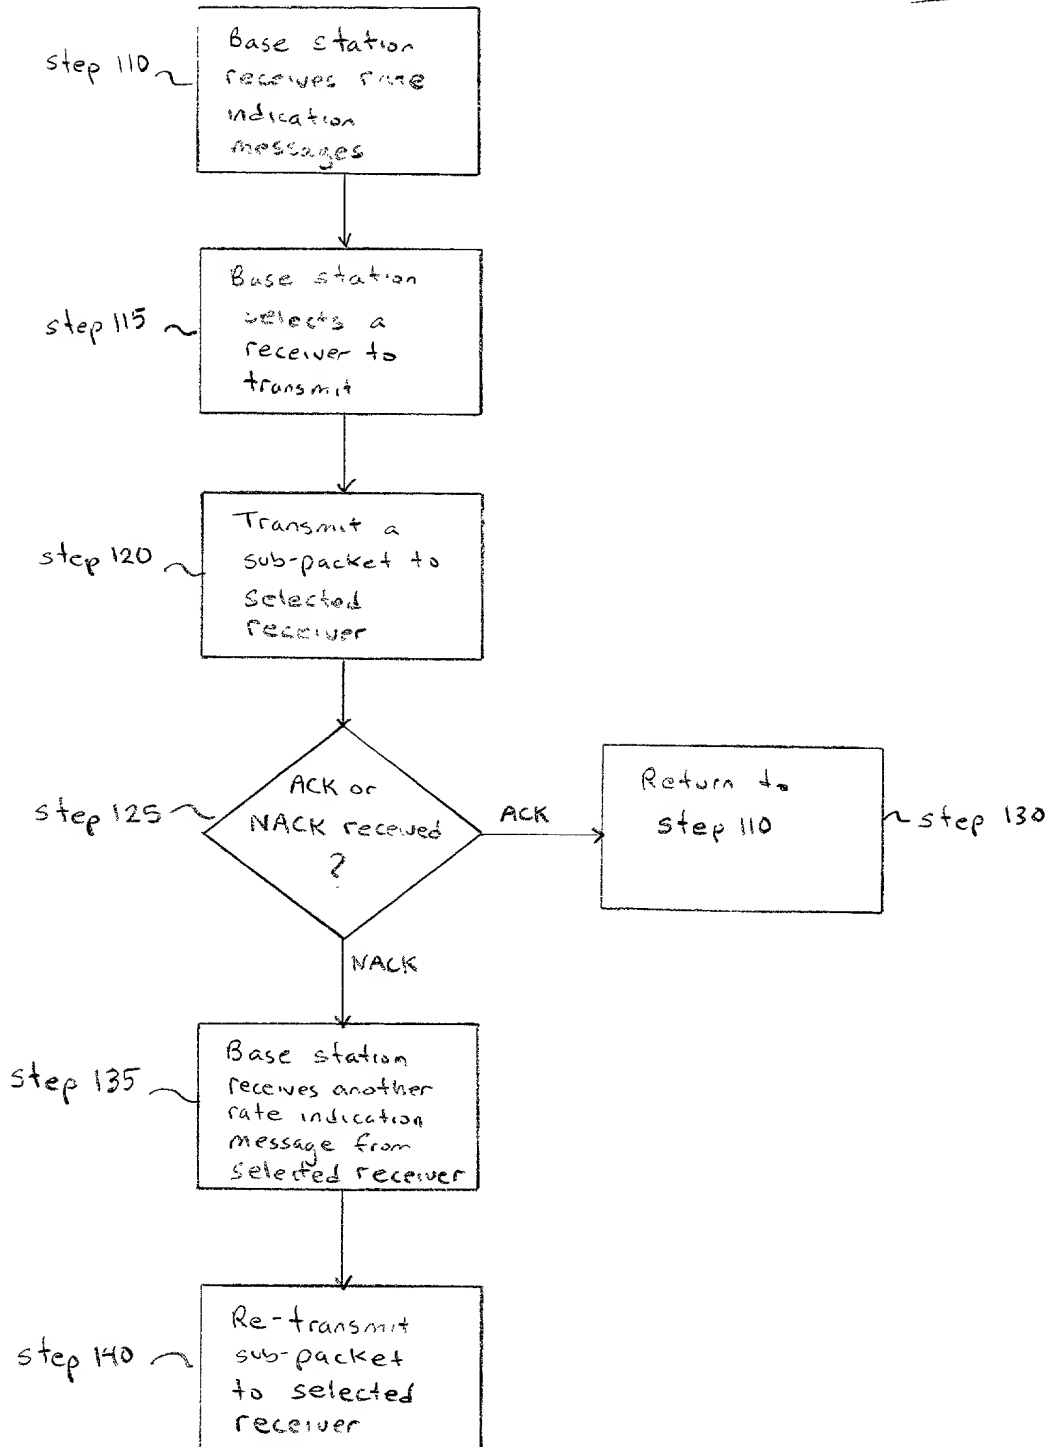 step 110
Base station
receives rate
indication
messages
step 115
Base station
selects a
receiver to
transmit
step 120
Transmit a
sub-packet to
selected
receiver
step 125
ACK or
NACK received
?
ACK
Return to
step 110
step 130
NACK
step 135
Base station
receives another
rate indication
message from
selected receiver
step 140
Re-transmit
sub-packet
to selected
receiver